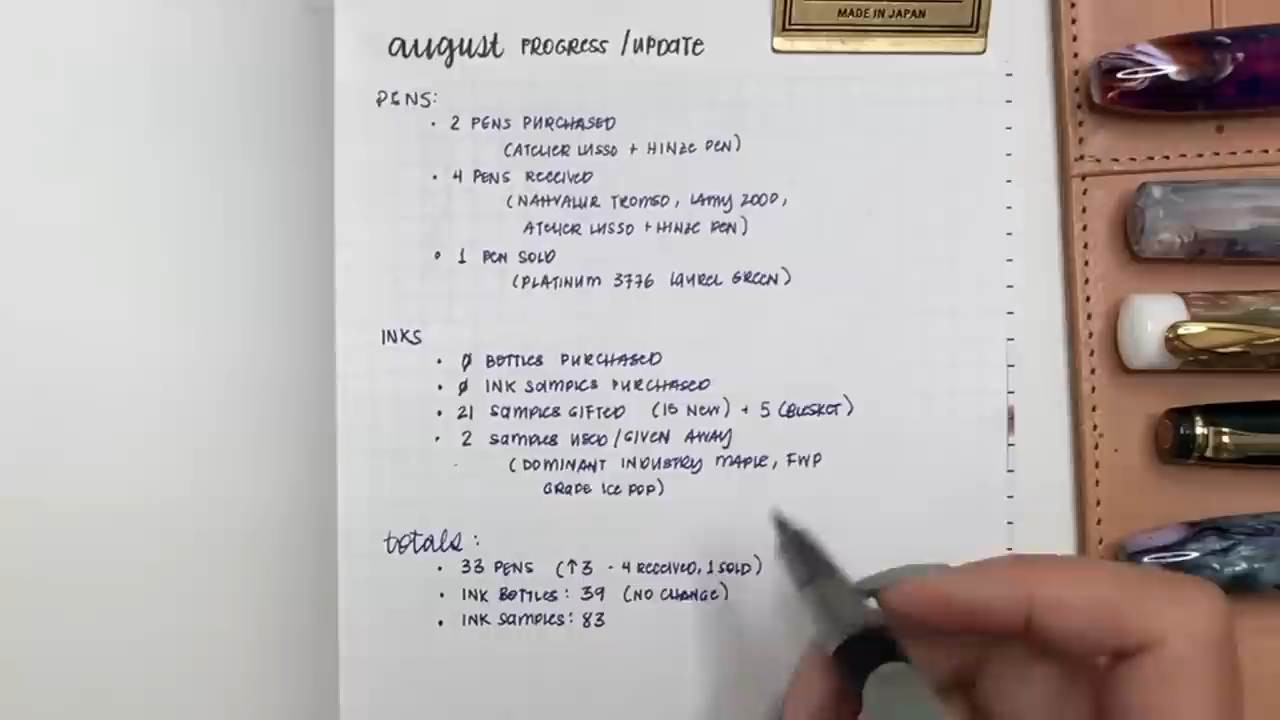 MADE IN JAPAN
august PROGRESS / UPDATE
PENS:
• 2 PENS PURCHASED
(ATELIER LUSSO + HINZE PEN)
• 4 PENS RECEIVED
(NAHVALUR TROMSO, LAMY 2000,
ATELIER LUSSO + HINZE PEN)
• 1 PEN SOLD
(PLATINUM 3776 LAUREL GREEN)
INKS
• Ø BOTTLES PURCHASED
• Ø INK SAMPLES PURCHASED
• 21 SAMPLES GIFTED (16 NEW) + 5 (BLESKET)
• 2 SAMPLES USED / GIVEN AWAY
(DOMINANT INDUSTRY MAPLE, FWP
GRAPE ICE POP)
totals:
• 33 PENS (↑3 - 4 RECEIVED, 1 SOLD)
• INK BOTTLES: 39 (NO CHANGE)
• INK SAMPLES: 83